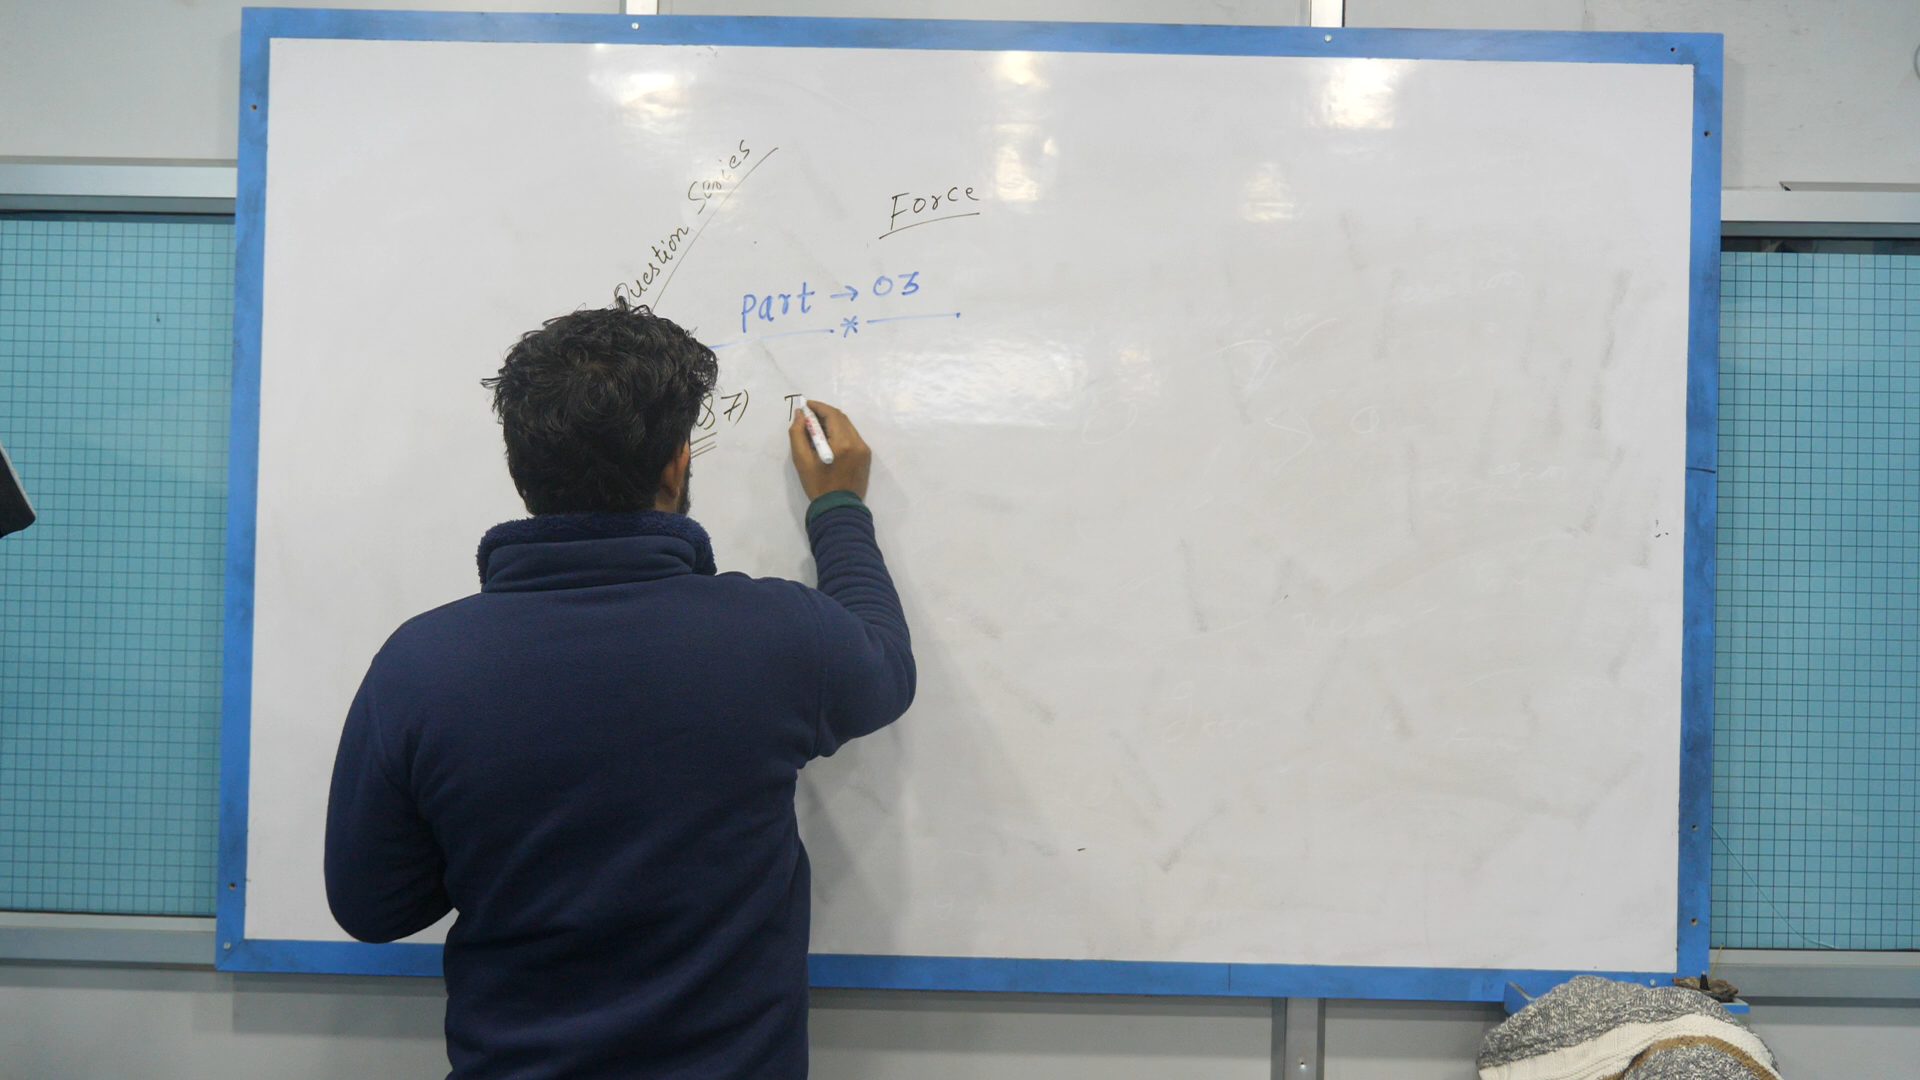 Question Series
Force
Part → 03
*
87) T